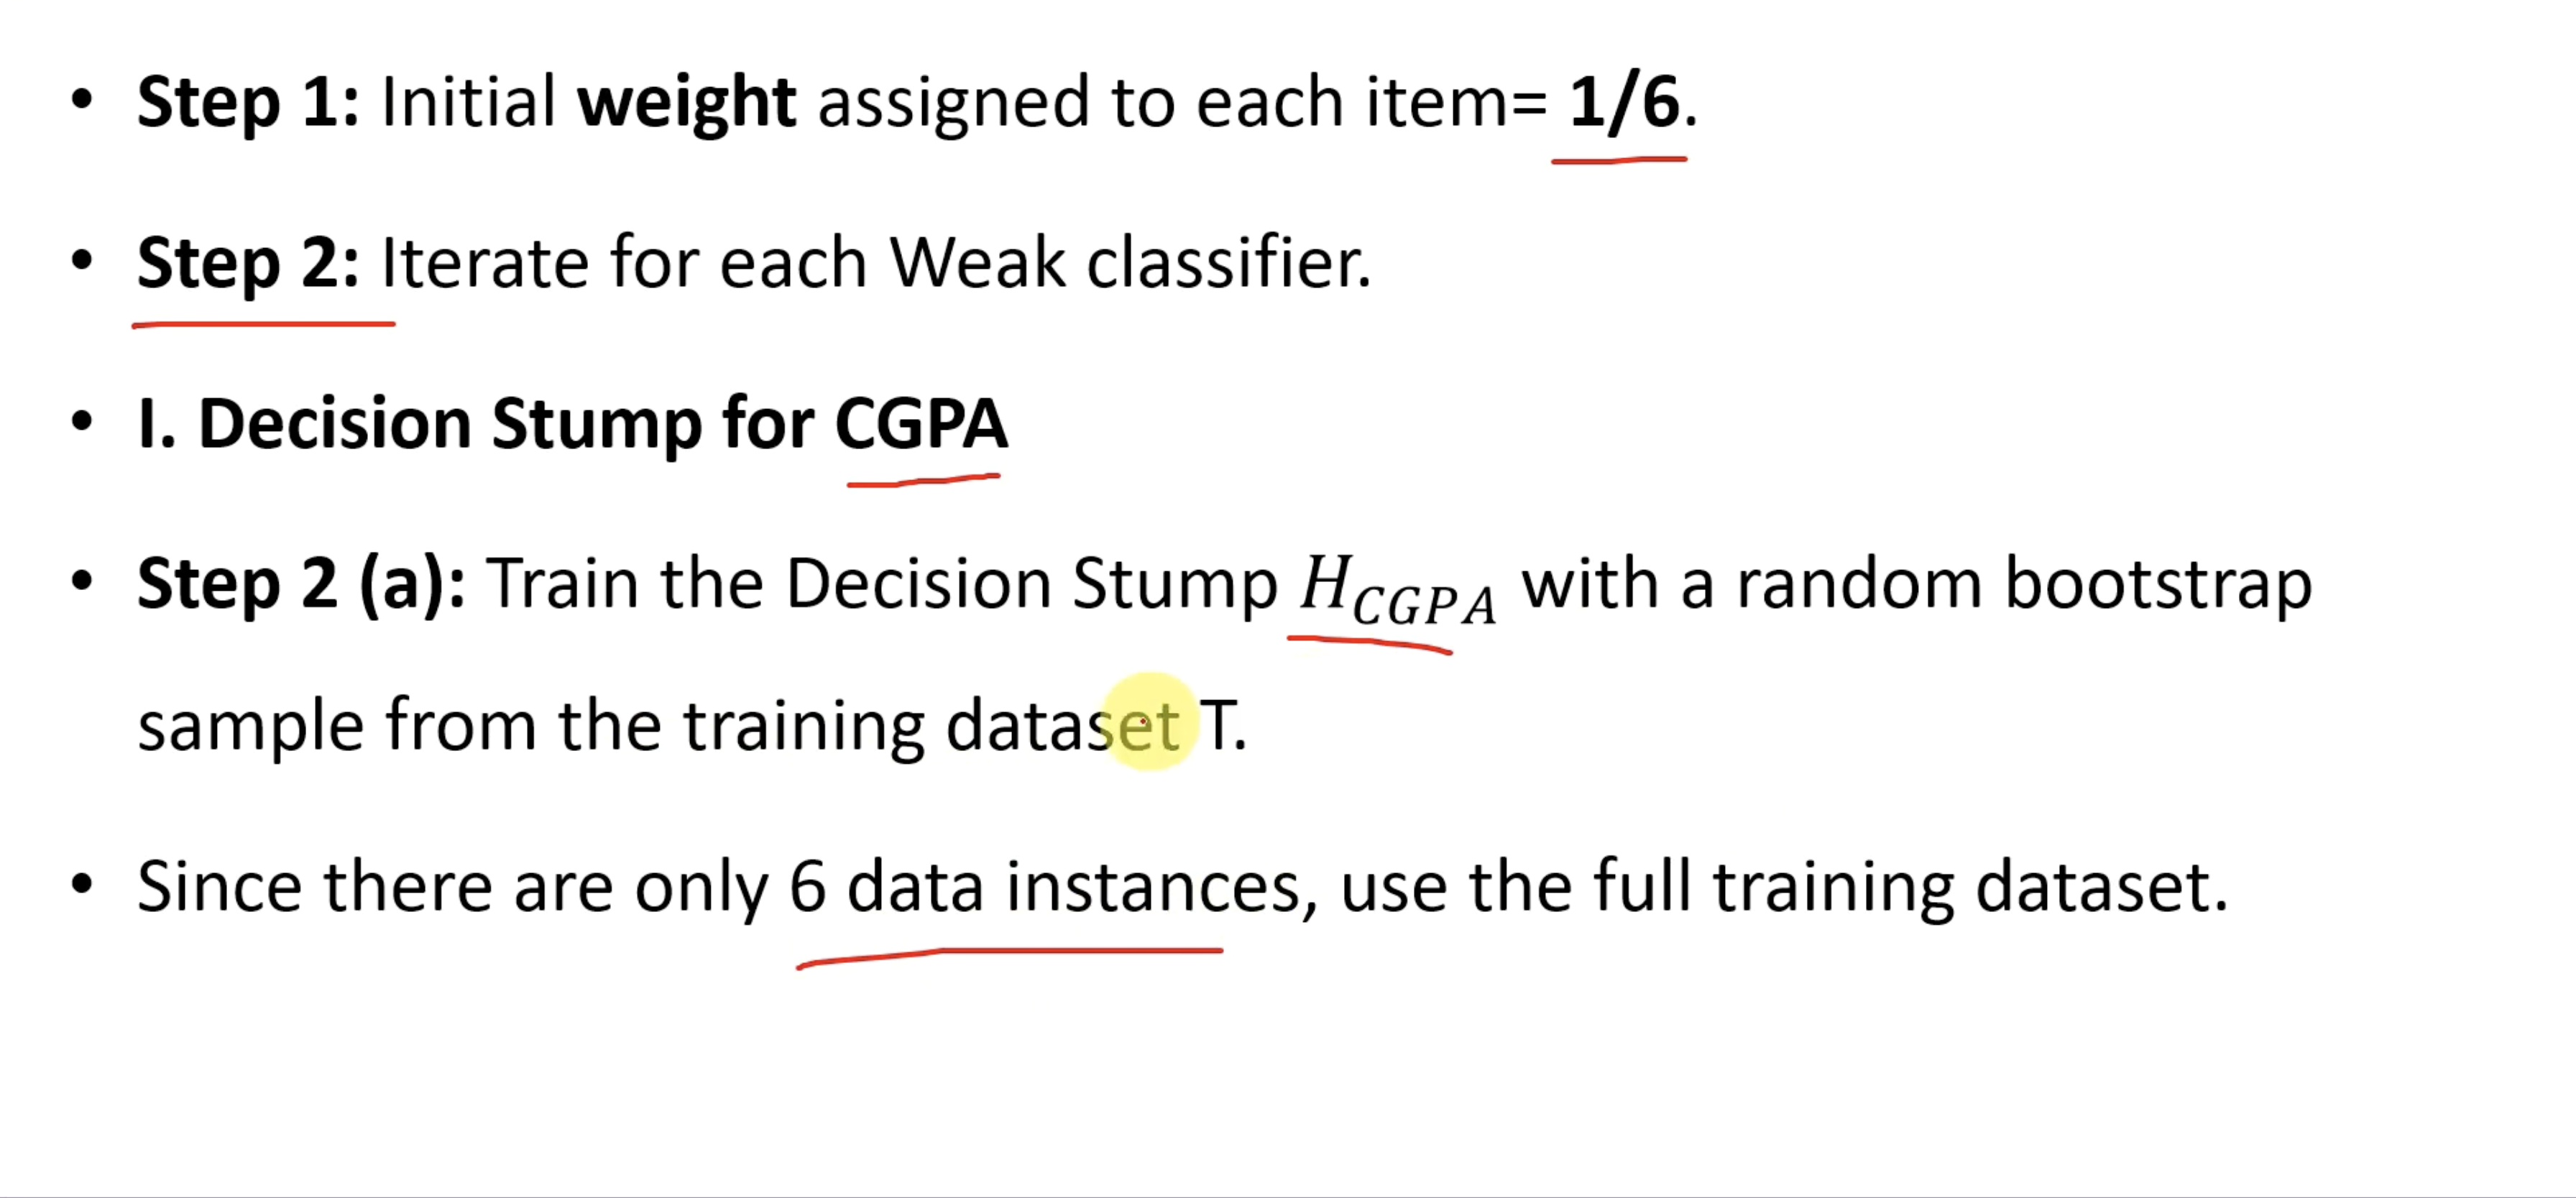 • Step 1: Initial weight assigned to each item= 1/6.
• Step 2: Iterate for each Weak classifier.
• I. Decision Stump for CGPA
• Step 2 (a): Train the Decision Stump H_CGPA with a random bootstrap
sample from the training dataset T.
• Since there are only 6 data instances, use the full training dataset.